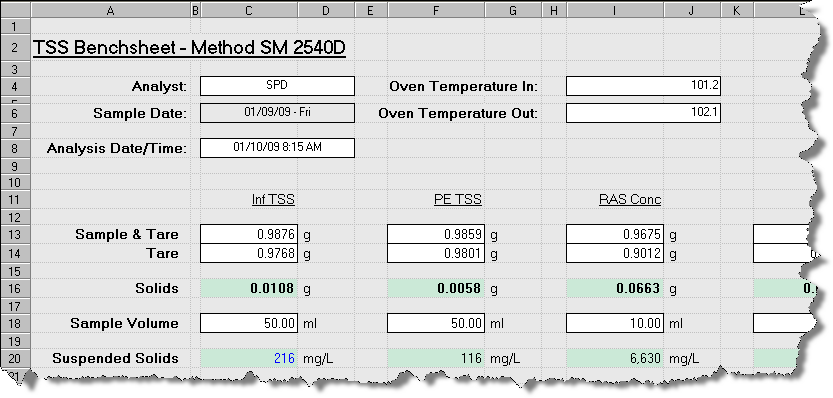 A B C D E F G H I J K L
1
2 TSS Benchsheet - Method SM 2540D
3
4 Analyst: SPD Oven Temperature In: 101.2
5
6 Sample Date: 01/09/09 - Fri Oven Temperature Out: 102.1
7
8 Analysis Date/Time: 01/10/09 8:15 AM
9
10
11 Inf TSS PE TSS RAS Conc
12
13 Sample & Tare 0.9876 g 0.9859 g 0.9675 g
14 Tare 0.9768 g 0.9801 g 0.9012 g 0.
15
16 Solids 0.0108 g 0.0058 g 0.0663 g 0.
17
18 Sample Volume 50.00 ml 50.00 ml 10.00 ml
19
20 Suspended Solids 216 mg/L 116 mg/L 6,630 mg/L
21